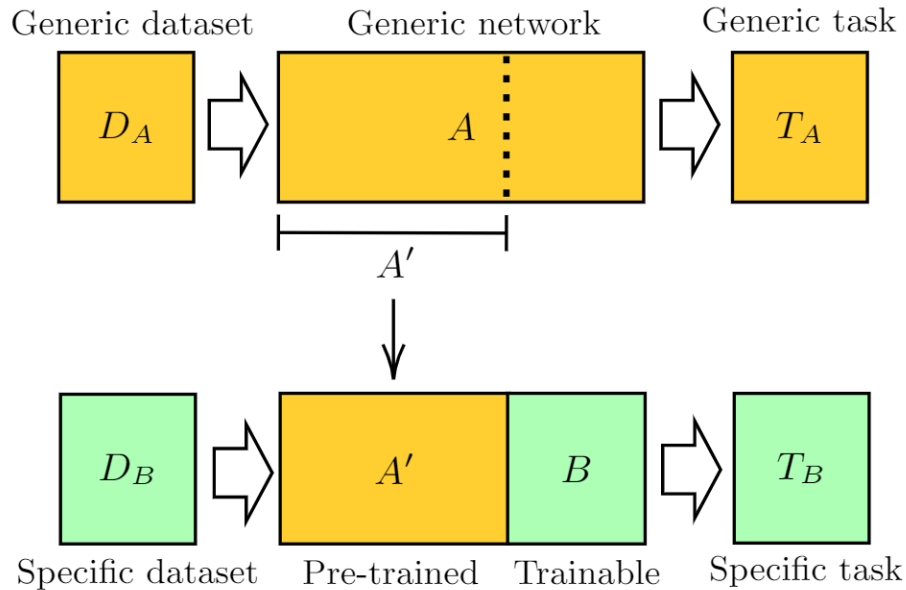 Generic dataset Generic network Generic task
D_A A T_A
A′
D_B A′ B T_B
Specific dataset Pre-trained Trainable Specific task